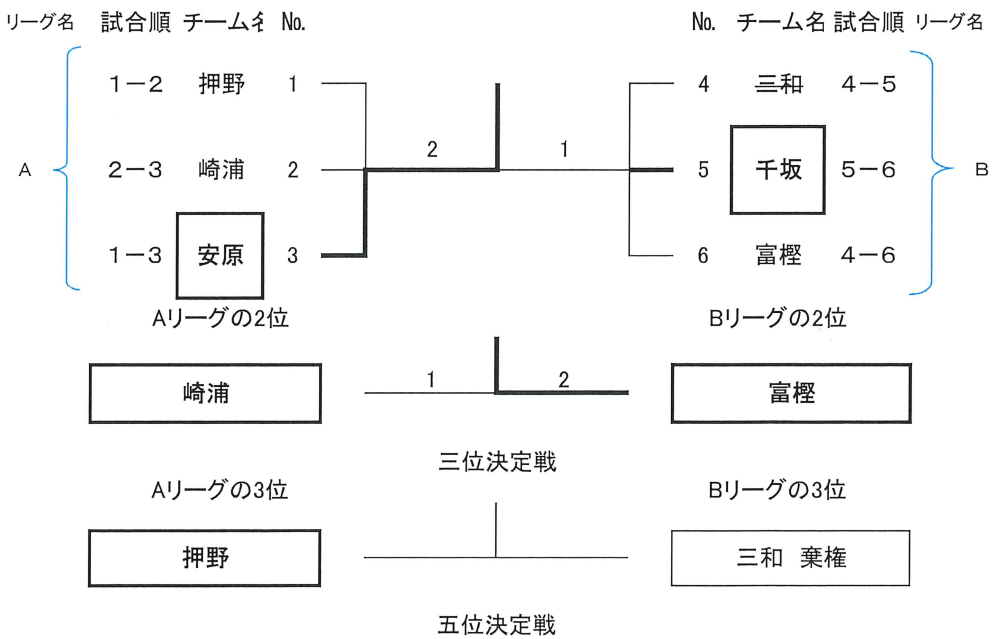 リーグ名 試合順 チーム名 No. No. チーム名 試合順 リーグ名
1－2 押野 1 4 三和 4－5
A 2－3 崎浦 2 2 1 5 千坂 5－6 B
1－3 安原 3 6 富樫 4－6
Aリーグの2位 Bリーグの2位
崎浦 1 2 富樫
三位決定戦
Aリーグの3位 Bリーグの3位
押野 三和 棄権
五位決定戦